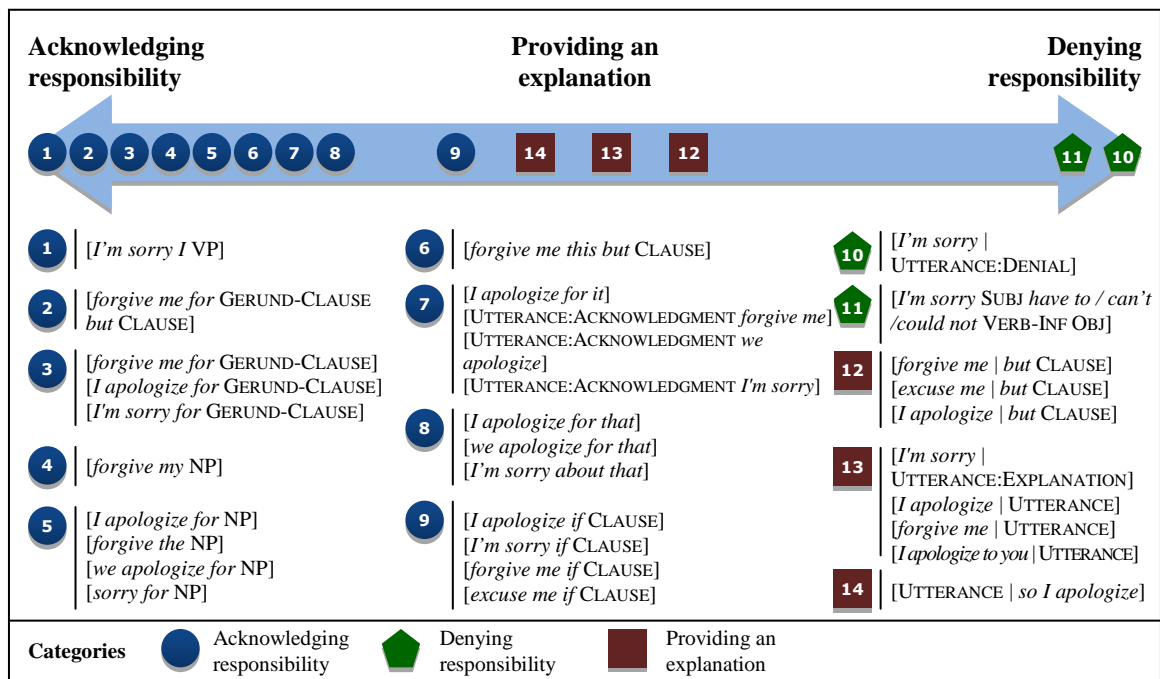 Acknowledging
responsibility
Providing an
explanation
Denying
responsibility
1 2 3 4 5 6 7 8 9 14 13 12 11 10
1 [I'm sorry I VP]
2 [forgive me for GERUND-CLAUSE
but CLAUSE]
3 [forgive me for GERUND-CLAUSE]
[I apologize for GERUND-CLAUSE]
[I'm sorry for GERUND-CLAUSE]
4 [forgive my NP]
5 [I apologize for NP]
[forgive the NP]
[we apologize for NP]
[sorry for NP]
6 [forgive me this but CLAUSE]
7 [I apologize for it]
[UTTERANCE:ACKNOWLEDGMENT forgive me]
[UTTERANCE:ACKNOWLEDGMENT we
apologize]
[UTTERANCE:ACKNOWLEDGMENT I'm sorry]
8 [I apologize for that]
[we apologize for that]
[I'm sorry about that]
9 [I apologize if CLAUSE]
[I'm sorry if CLAUSE]
[forgive me if CLAUSE]
[excuse me if CLAUSE]
10 [I'm sorry |
UTTERANCE:DENIAL]
11 [I'm sorry SUBJ have to / can't
/could not VERB-INF OBJ]
12 [forgive me | but CLAUSE]
[excuse me | but CLAUSE]
[I apologize | but CLAUSE]
13 [I'm sorry |
UTTERANCE:EXPLANATION]
[I apologize | UTTERANCE]
[forgive me | UTTERANCE]
[I apologize to you | UTTERANCE]
14 [UTTERANCE | so I apologize]
Categories
Acknowledging
responsibility
Denying
responsibility
Providing an
explanation